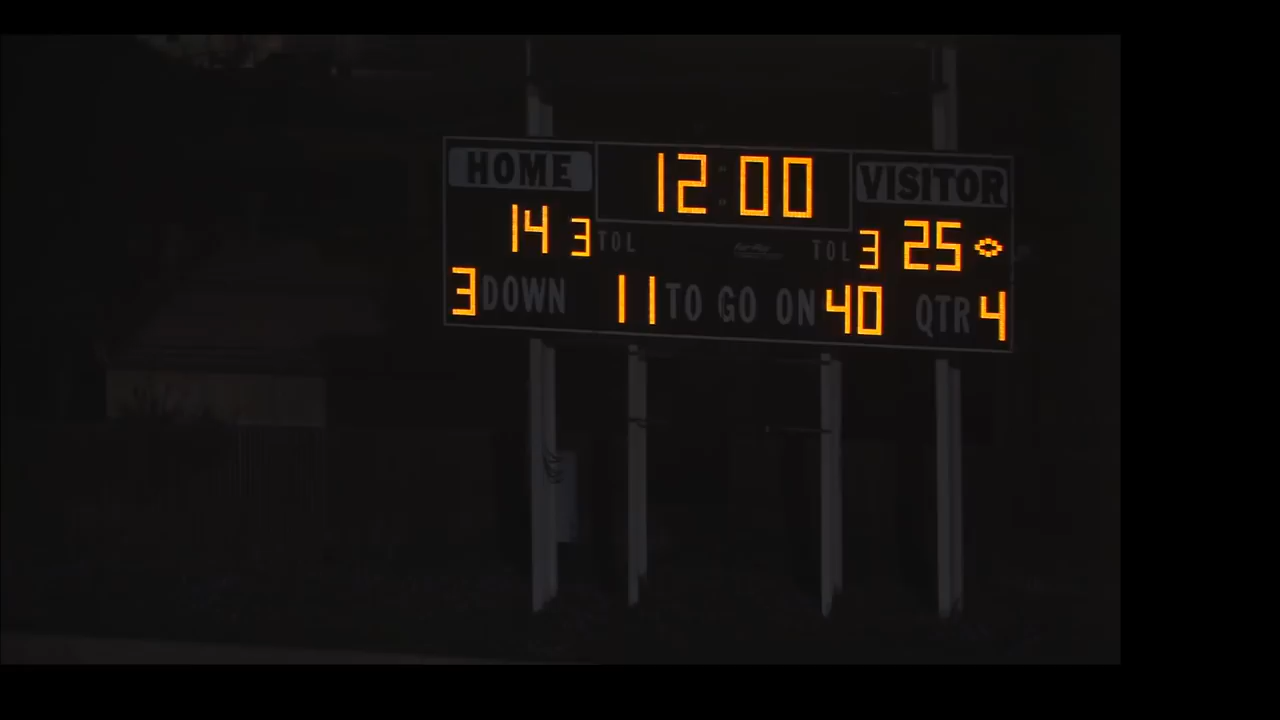 HOME 12:00 VISITOR
14 3 TOL TOL 3 25
3 DOWN 11 TO GO ON 40 QTR 4